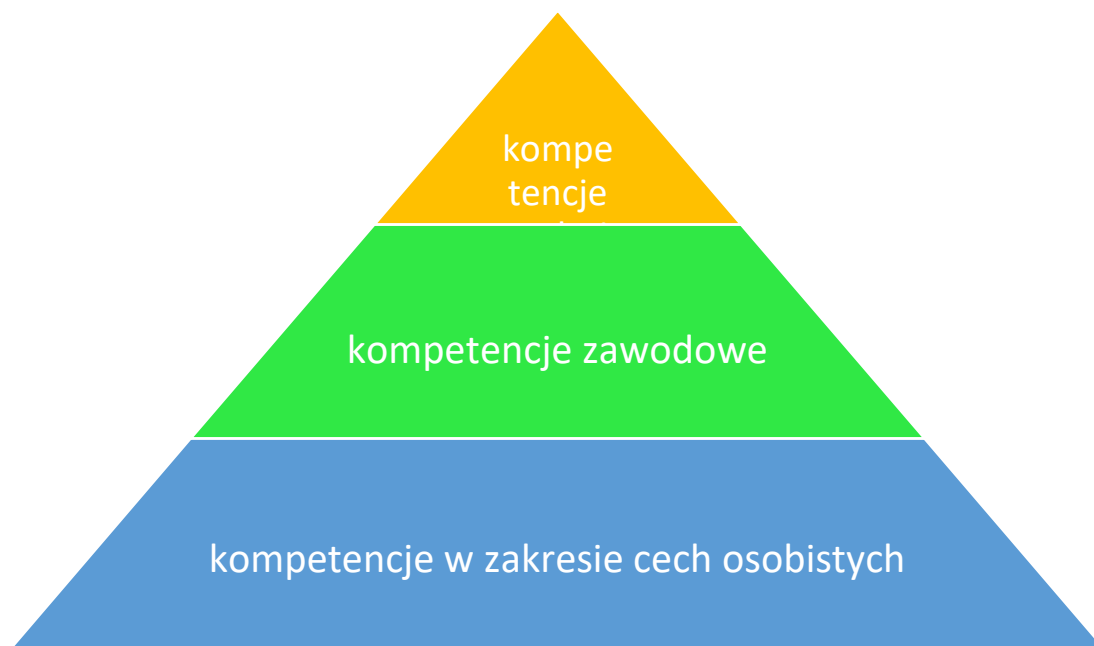 kompe
tencje
kompetencje zawodowe
kompetencje w zakresie cech osobistych